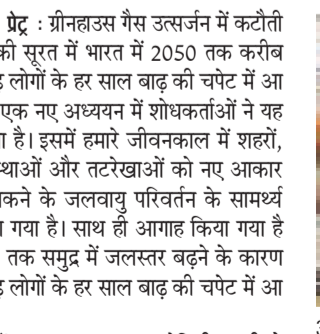 प्रेट्र : ग्रीनहाउस गैस उत्सर्जन में कटौती
की सूरत में भारत में 2050 तक करीब
लोगों के हर साल बाढ़ की चपेट में आ
एक नए अध्ययन में शोधकर्ताओं ने यह
है। इसमें हमारे जीवनकाल में शहरों,
और तटरेखाओं को नए आकार
के जलवायु परिवर्तन के सामर्थ्य
गया है। साथ ही आगाह किया गया है
तक समुद्र में जलस्तर बढ़ने के कारण
लोगों के हर साल बाढ़ की चपेट में आ